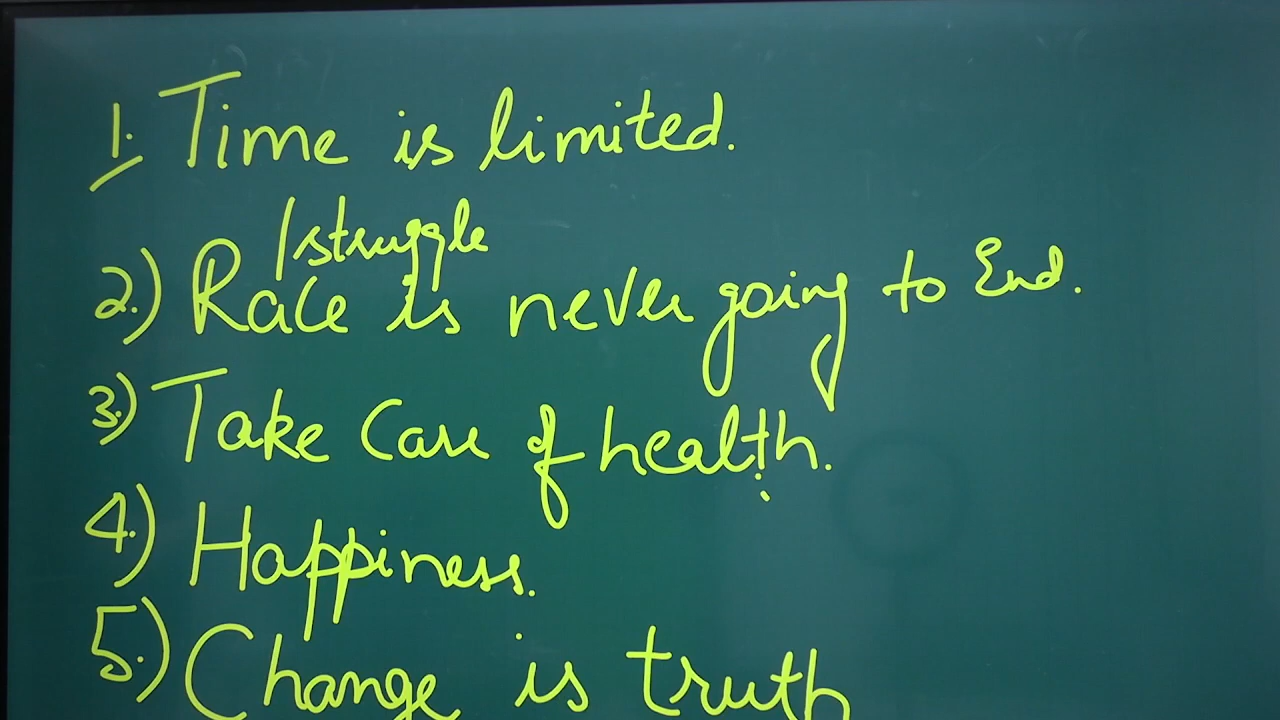 1. Time is limited.
/struggle
2.) Race is never going to End.
3.) Take Care of health.
4.) Happiness.
5.) Change is truth